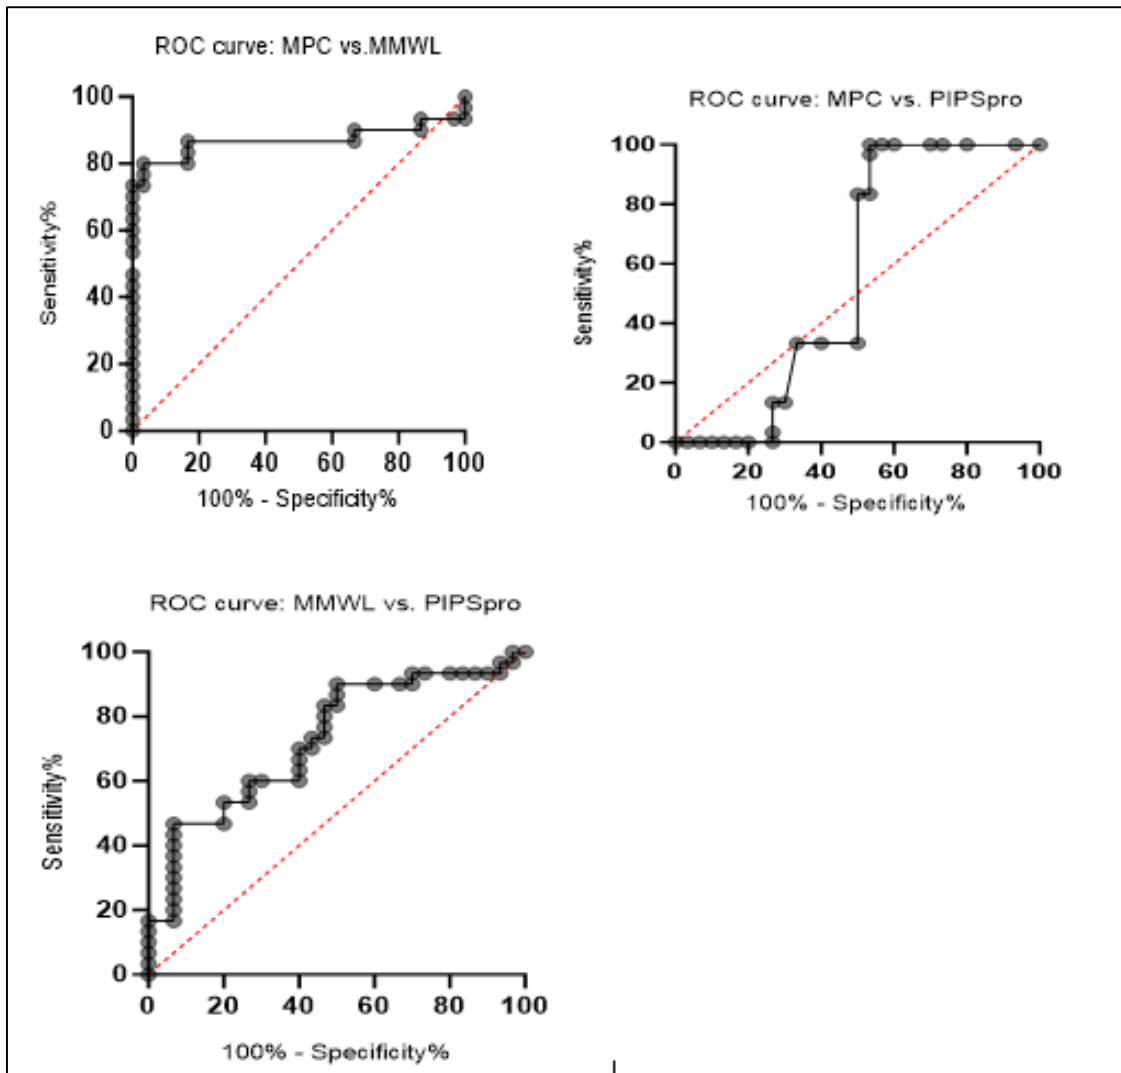 ROC curve: MPC vs.MMWL
100
80
60
40
20
0
Sensitivity%
0 20 40 60 80 100
100% - Specificity%
ROC curve: MPC vs. PIPSpro
100
80
60
40
20
0
Sensitivity%
0 20 40 60 80 100
100% - Specificity%
ROC curve: MMWL vs. PIPSpro
100
80
60
40
20
0
Sensitivity%
0 20 40 60 80 100
100% - Specificity%